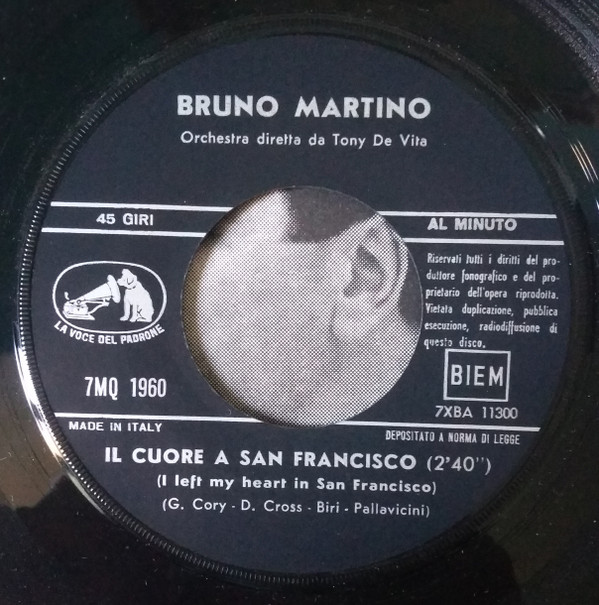 BRUNO MARTINO
Orchestra diretta da Tony De Vita
45 GIRI
AL MINUTO
Riservati tutti i diritti del pro-
duttore fonografico e del pro-
prietario dell'opera riprodotta.
Vietata duplicazione, pubblica
esecuzione, radiodiffusione di
questo disco.
LA VOCE DEL PADRONE
7MQ 1960
BIEM
7XBA 11300
MADE IN ITALY
DEPOSITATO A NORMA DI LEGGE
IL CUORE A SAN FRANCISCO (2'40'')
(I left my heart in San Francisco)
(G. Cory - D. Cross - Biri - Pallavicini)